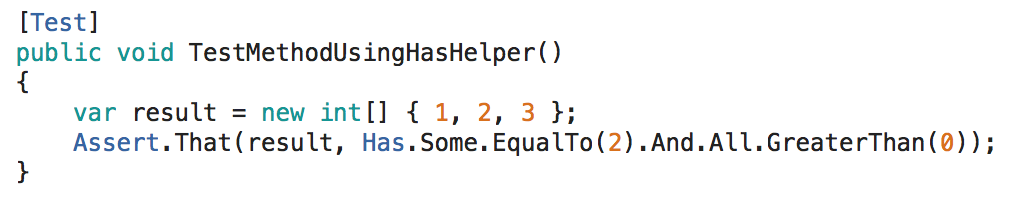 [Test]
public void TestMethodUsingHasHelper()
{
    var result = new int[] { 1, 2, 3 };
    Assert.That(result, Has.Some.EqualTo(2).And.All.GreaterThan(0));
}